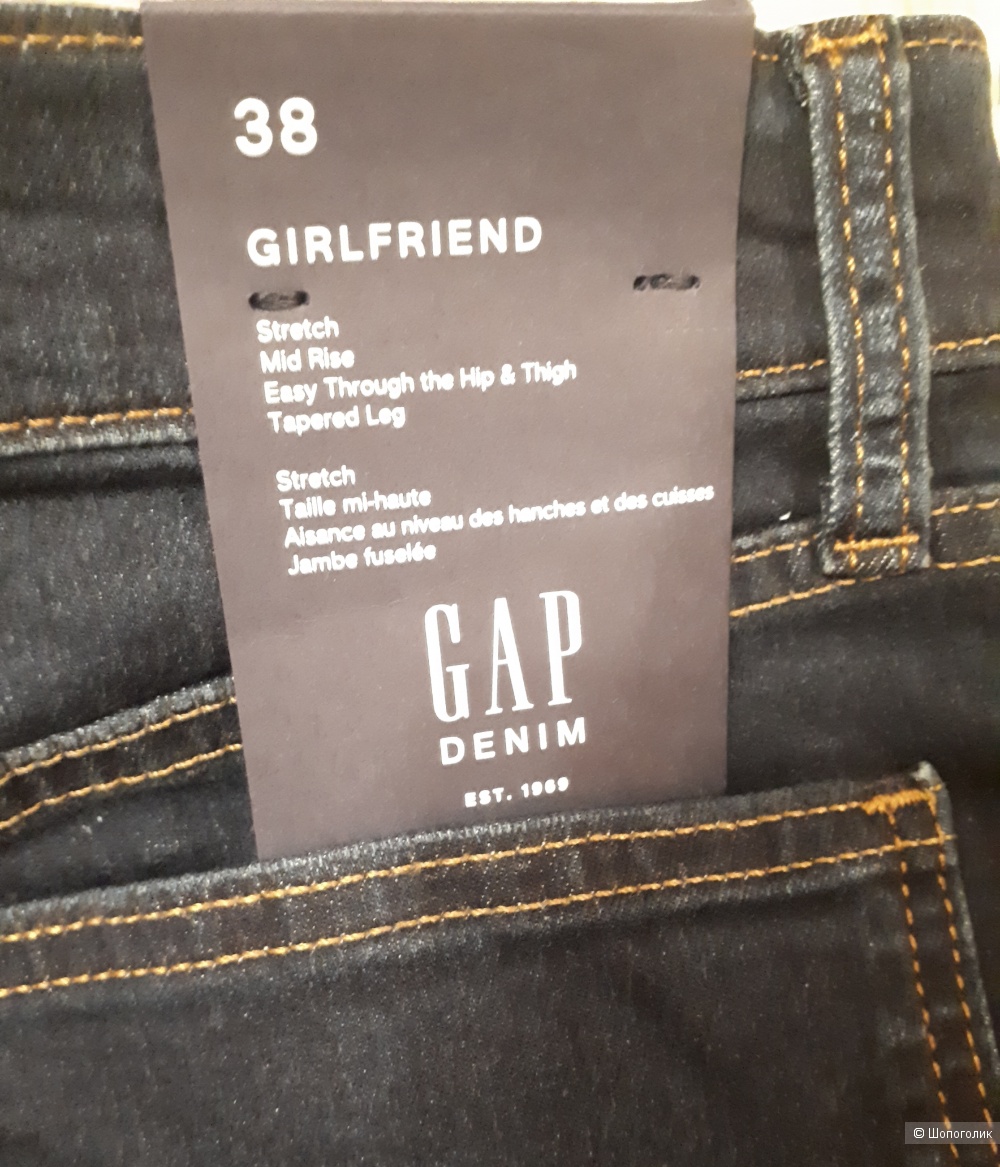 38
GIRLFRIEND
Stretch
Mid Rise
Easy Through the Hip & Thigh
Tapered Leg
Stretch
Taille mi-haute
Aisance au niveau des hanches et des cuisses
Jambe fuselée
GAP
DENIM
EST. 1969
© Шопоголик